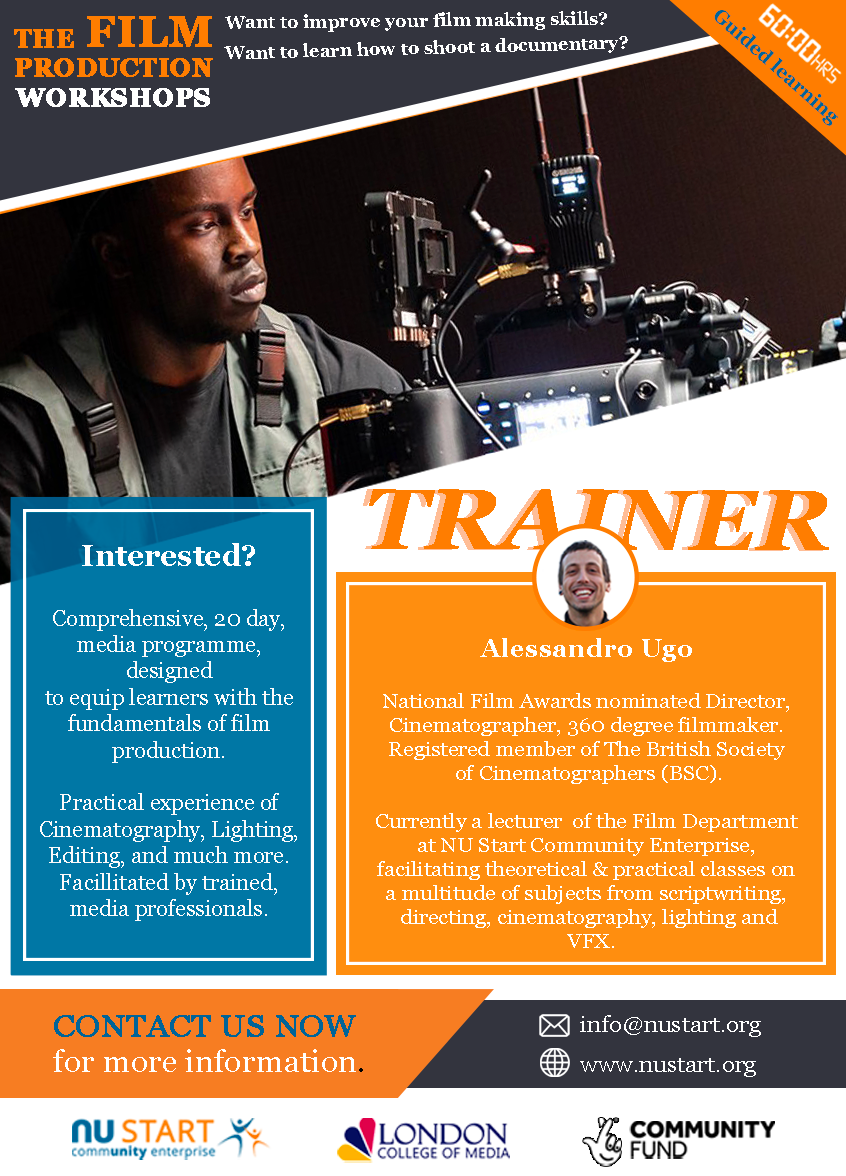 THE FILM
PRODUCTION
WORKSHOPS
Want to improve your film making skills?
Want to learn how to shoot a documentary?
60:00HRS
Guided learning
TRAINER
Interested?
Comprehensive, 20 day,
media programme,
designed
to equip learners with the
fundamentals of film
production.
Practical experience of
Cinematography, Lighting,
Editing, and much more.
Facillitated by trained,
media professionals.
Alessandro Ugo
National Film Awards nominated Director,
Cinematographer, 360 degree filmmaker.
Registered member of The British Society
of Cinematographers (BSC).
Currently a lecturer of the Film Department
at NU Start Community Enterprise,
facilitating theoretical & practical classes on
a multitude of subjects from scriptwriting,
directing, cinematography, lighting and
VFX.
CONTACT US NOW
for more information.
info@nustart.org
www.nustart.org
nu START
community enterprise
LONDON
COLLEGE OF MEDIA
COMMUNITY
FUND